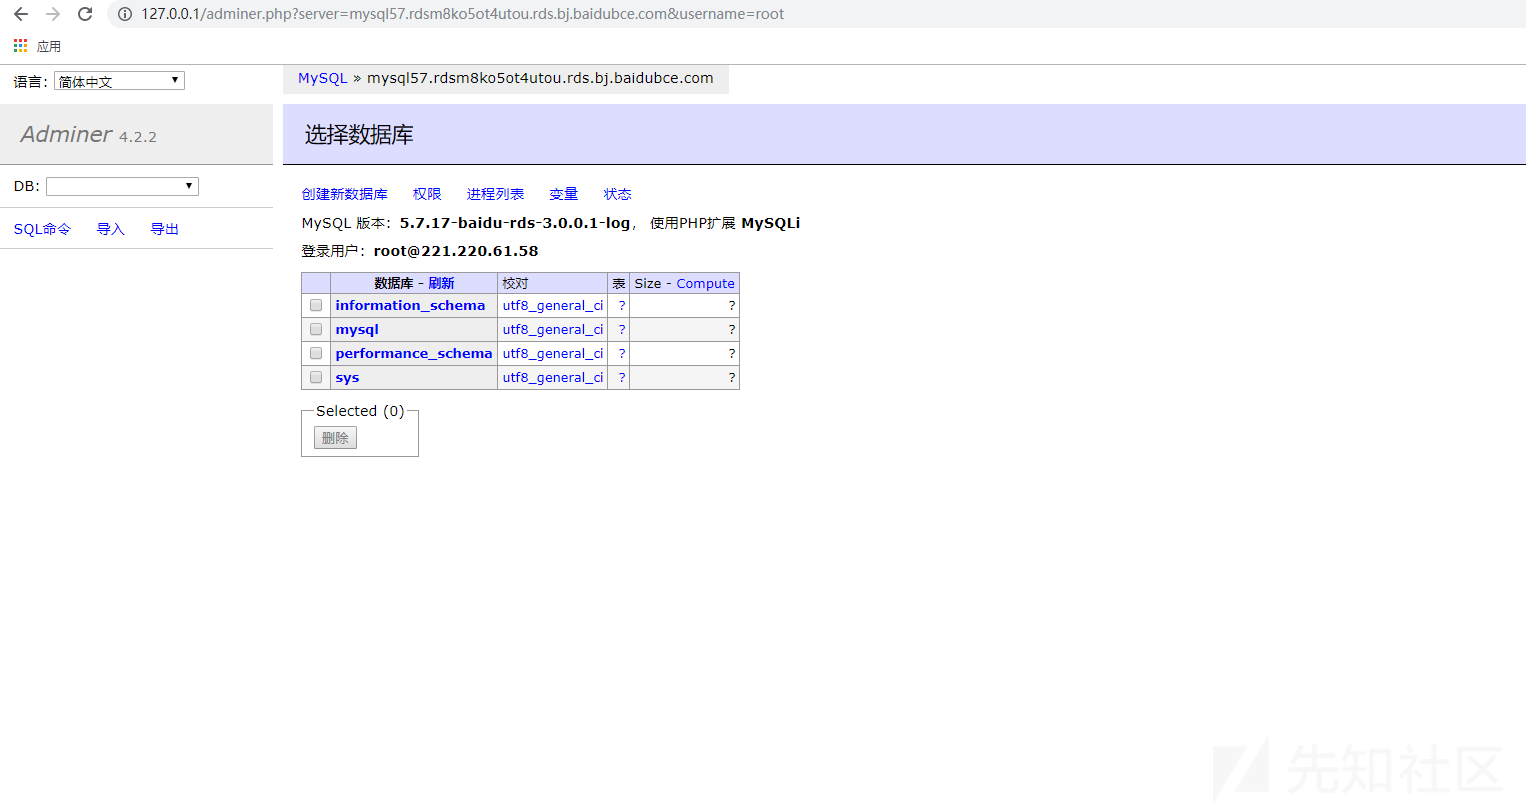 127.0.0.1/adminer.php?server=mysql57.rdsm8ko5ot4utou.rds.bj.baidubce.com&username=root
应用
语言: 简体中文
MySQL » mysql57.rdsm8ko5ot4utou.rds.bj.baidubce.com
Adminer 4.2.2
选择数据库
DB:
SQL命令 导入 导出
创建新数据库 权限 进程列表 变量 状态
MySQL 版本：5.7.17-baidu-rds-3.0.0.1-log， 使用PHP扩展 MySQLi
登录用户：root@221.220.61.58
数据库 - 刷新 校对 表 Size - Compute
information_schema utf8_general_ci ? ?
mysql utf8_general_ci ? ?
performance_schema utf8_general_ci ? ?
sys utf8_general_ci ? ?
Selected (0)
删除
先知社区